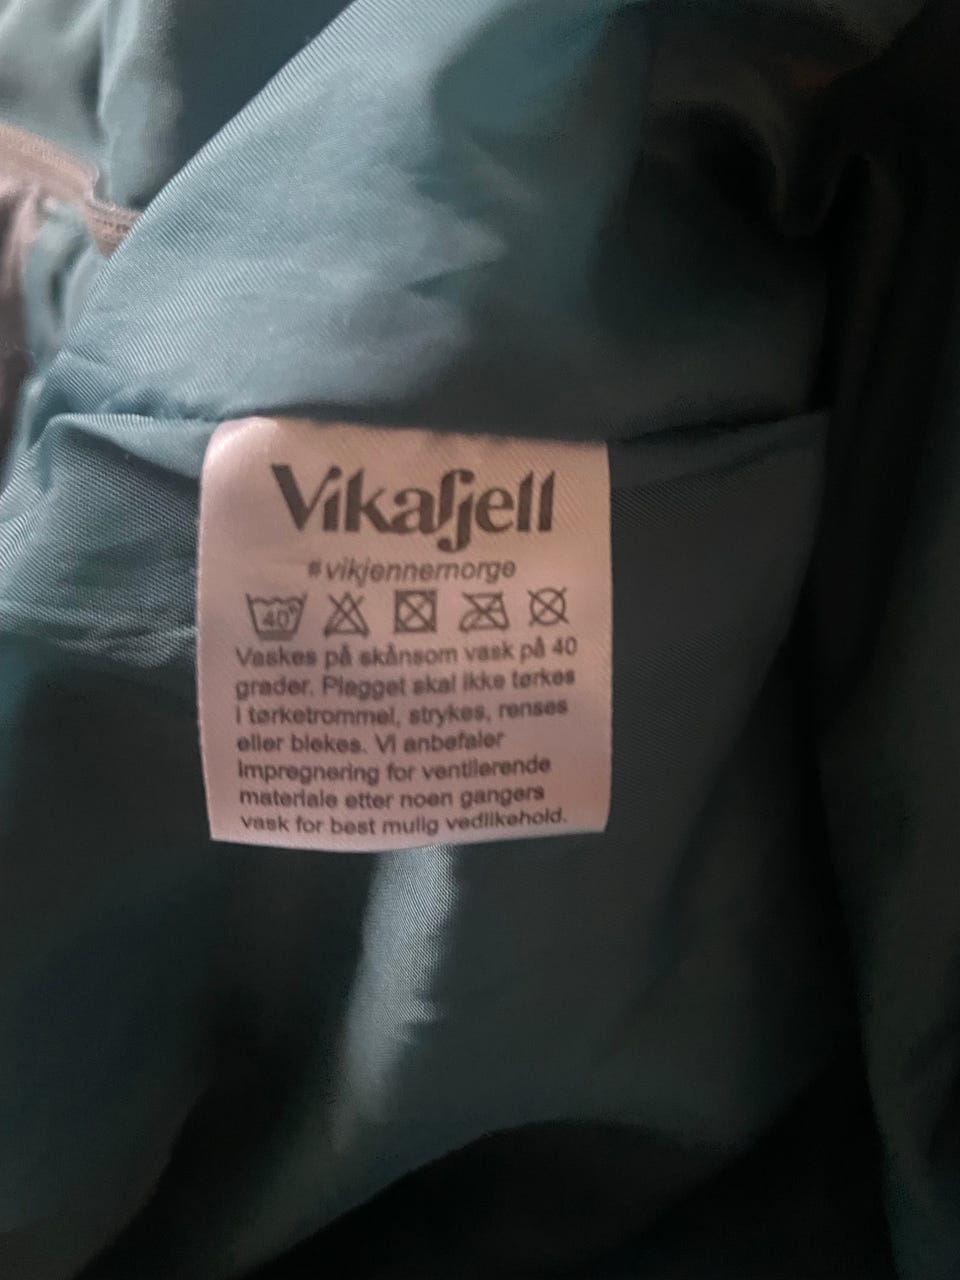 Vikafjell
#vikjennernorge
40°
Vaskes på skånsom vask på 40
grader. Plagget skal ikke tørkes
i tørketrommel, strykes, renses
eller blekes. Vi anbefaler
impregnering for ventilerende
materiale etter noen gangers
vask for best mulig vedlikehold.